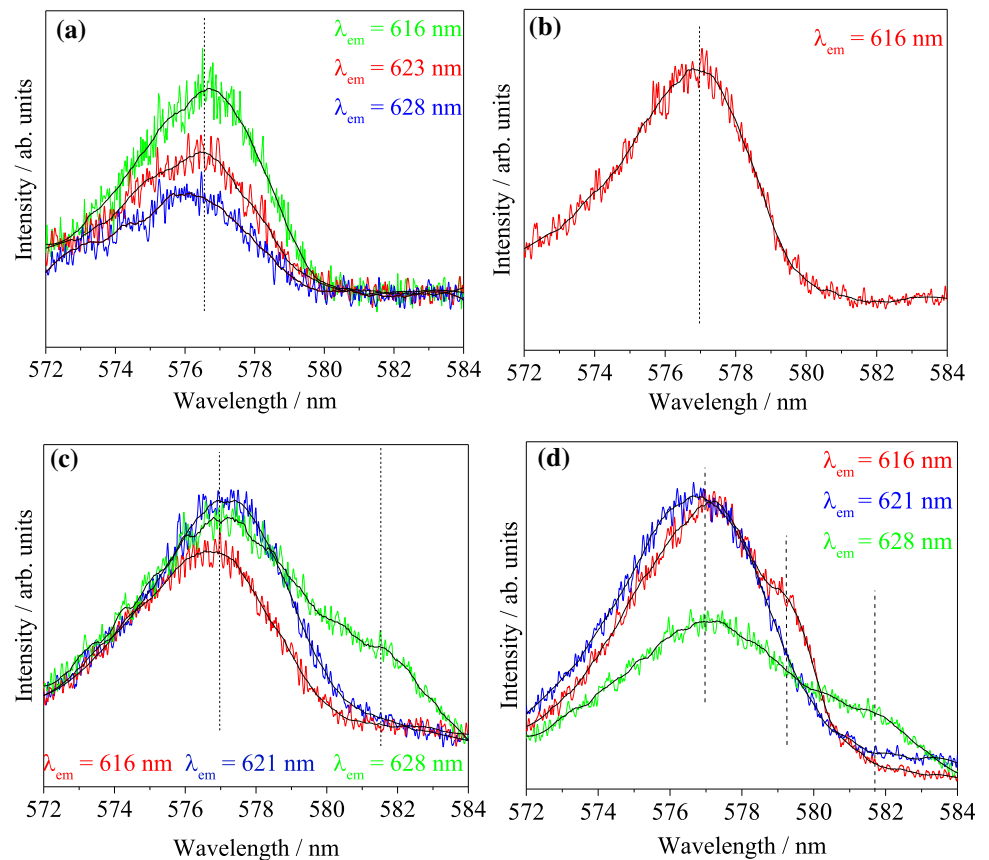 (a)
λem = 616 nm
λem = 623 nm
λem = 628 nm
Intensity / ab. units
572 574 576 578 580 582 584
Wavelength / nm
(b)
λem = 616 nm
Intensity / arb. units
572 574 576 578 580 582 584
Wavelength / nm
(c)
Intensity / arb. units
λem = 616 nm λem = 621 nm λem = 628 nm
572 574 576 578 580 582 584
Wavelength / nm
(d)
λem = 616 nm
λem = 621 nm
λem = 628 nm
Intensity / ab. units
572 574 576 578 580 582 584
Wavelength / nm